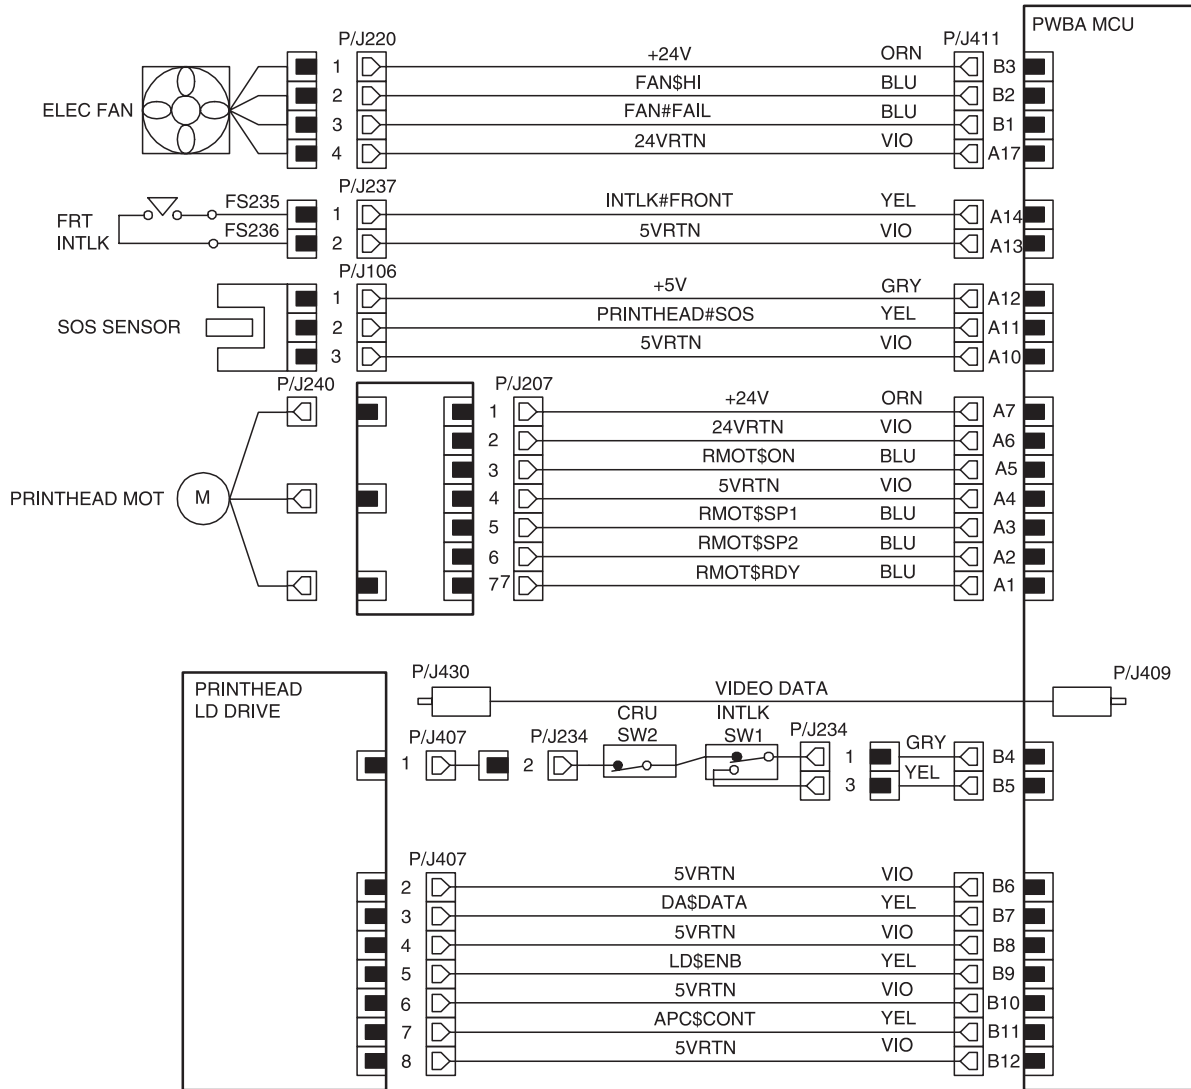 PWBA MCU
P/J220 P/J411
1 +24V ORN B3
2 FAN$HI BLU B2
ELEC FAN
3 FAN#FAIL BLU B1
4 24VRTN VIO A17
P/J237
FRT INTLK
FS235 1 INTLK#FRONT YEL A14
FS236 2 5VRTN VIO A13
P/J106
1 +5V GRY A12
SOS SENSOR 2 PRINTHEAD#SOS YEL A11
3 5VRTN VIO A10
P/J240 P/J207
1 +24V ORN A7
2 24VRTN VIO A6
3 RMOT$ON BLU A5
PRINTHEAD MOT M 4 5VRTN VIO A4
5 RMOT$SP1 BLU A3
6 RMOT$SP2 BLU A2
77 RMOT$RDY BLU A1
PRINTHEAD
LD DRIVE
P/J430 VIDEO DATA P/J409
CRU INTLK
P/J407 P/J234 SW2 SW1 P/J234
1 2 1 GRY B4
3 YEL B5
P/J407
2 5VRTN VIO B6
3 DA$DATA YEL B7
4 5VRTN VIO B8
5 LD$ENB YEL B9
6 5VRTN VIO B10
7 APC$CONT YEL B11
8 5VRTN VIO B12